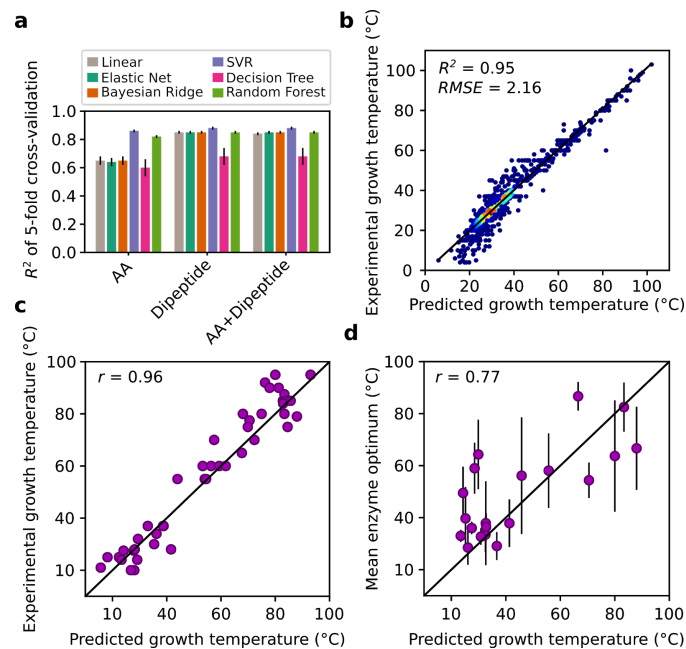 a
Linear
Elastic Net
Bayesian Ridge
SVR
Decision Tree
Random Forest
R² of 5-fold cross-validation
1.0
0.8
0.6
0.4
0.2
0.0
AA
Dipeptide
AA+Dipeptide
b
R² = 0.95
RMSE = 2.16
Experimental growth temperature (°C)
100
80
60
40
20
0
0 20 40 60 80 100
Predicted growth temperature (°C)
c
r = 0.96
Experimental growth temperature (°C)
100
80
60
40
10
10 40 60 80 100
Predicted growth temperature (°C)
d
r = 0.77
Mean enzyme optimum (°C)
100
80
60
40
10
10 40 60 80 100
Predicted growth temperature (°C)